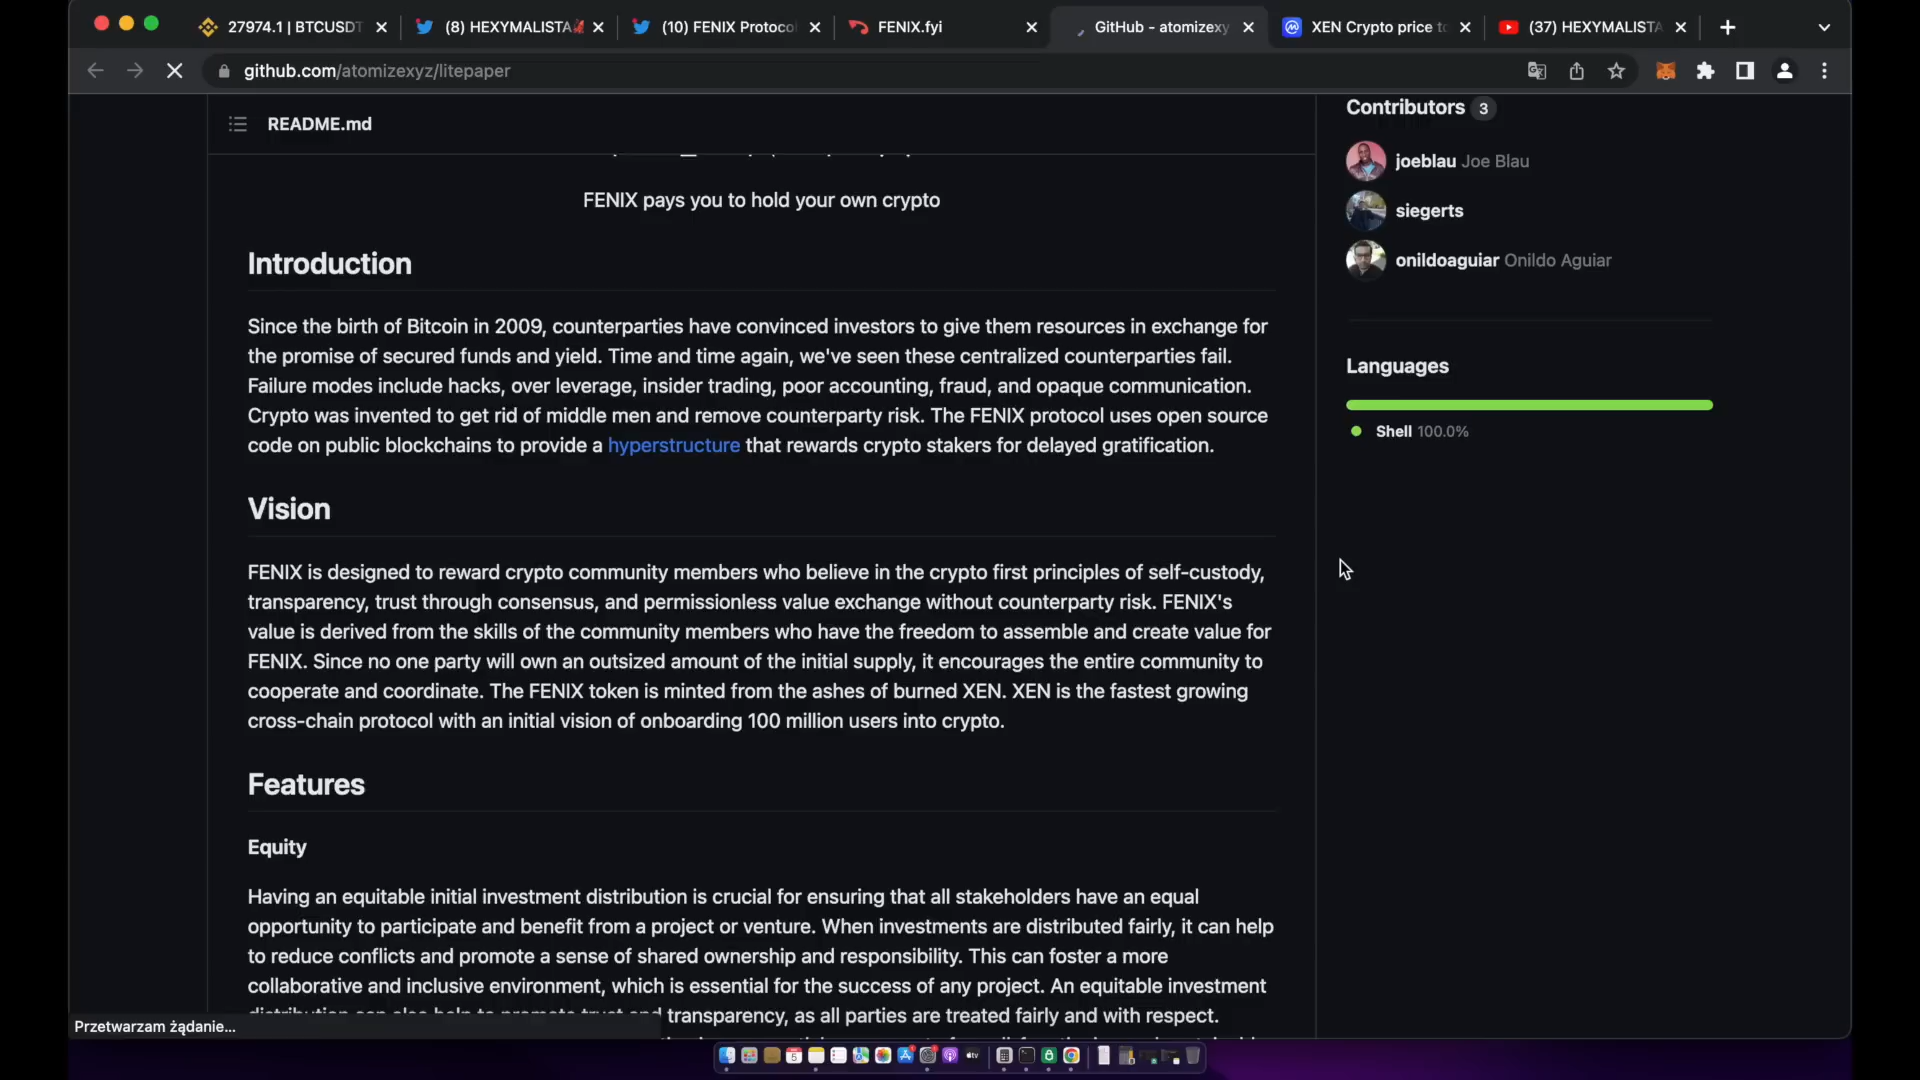 27974.1 | BTCUSDT
(8) HEXYMALISTA
(10) FENIX Protoco
FENIX.fyi
GitHub - atomizexy
XEN Crypto price to
(37) HEXYMALISTA
github.com/atomizexyz/litepaper
README.md
FENIX pays you to hold your own crypto
Introduction
Since the birth of Bitcoin in 2009, counterparties have convinced investors to give them resources in exchange for
the promise of secured funds and yield. Time and time again, we've seen these centralized counterparties fail.
Failure modes include hacks, over leverage, insider trading, poor accounting, fraud, and opaque communication.
Crypto was invented to get rid of middle men and remove counterparty risk. The FENIX protocol uses open source
code on public blockchains to provide a hyperstructure that rewards crypto stakers for delayed gratification.
Vision
FENIX is designed to reward crypto community members who believe in the crypto first principles of self-custody,
transparency, trust through consensus, and permissionless value exchange without counterparty risk. FENIX's
value is derived from the skills of the community members who have the freedom to assemble and create value for
FENIX. Since no one party will own an outsized amount of the initial supply, it encourages the entire community to
cooperate and coordinate. The FENIX token is minted from the ashes of burned XEN. XEN is the fastest growing
cross-chain protocol with an initial vision of onboarding 100 million users into crypto.
Features
Equity
Having an equitable initial investment distribution is crucial for ensuring that all stakeholders have an equal
opportunity to participate and benefit from a project or venture. When investments are distributed fairly, it can help
to reduce conflicts and promote a sense of shared ownership and responsibility. This can foster a more
collaborative and inclusive environment, which is essential for the success of any project. An equitable investment
distribution can also help to promote trust and transparency, as all parties are treated fairly and with respect.
Contributors 3
joeblau Joe Blau
siegerts
onildoaguiar Onildo Aguiar
Languages
Shell 100.0%
Przetwarzam żądanie...